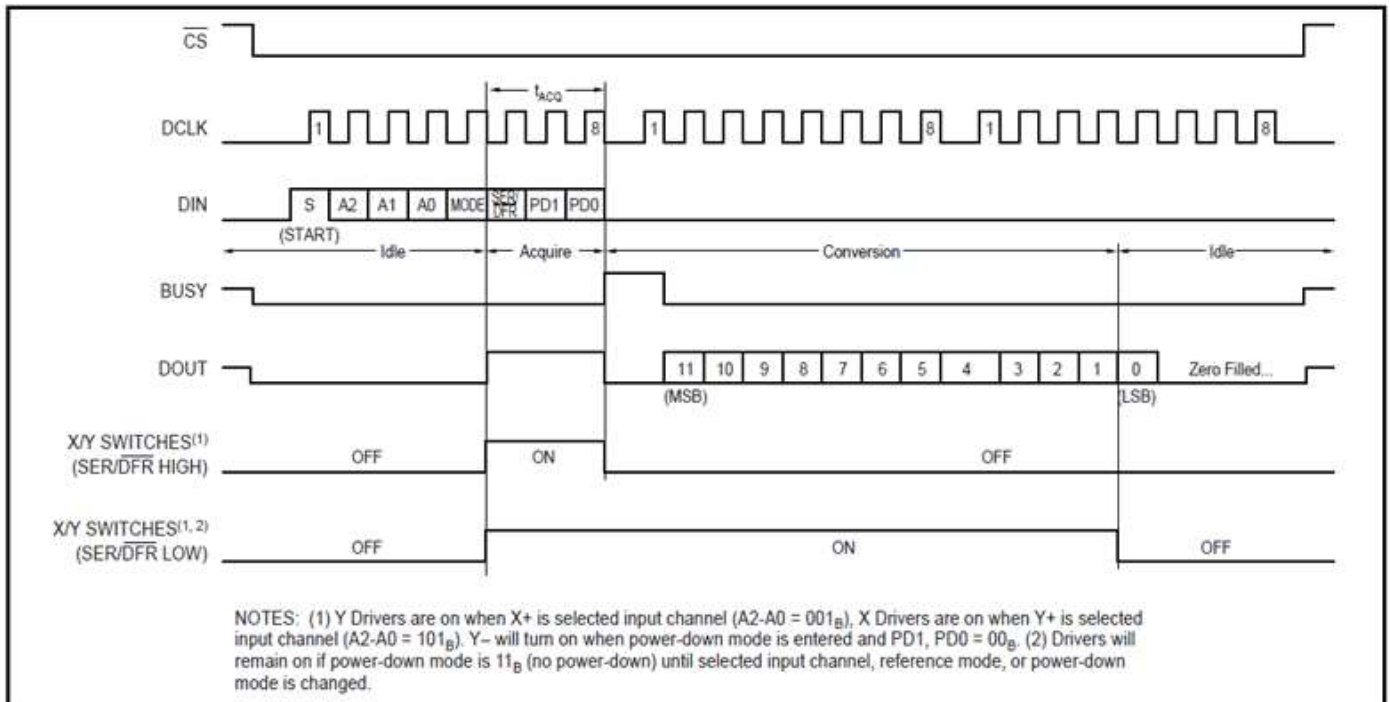 CS
tACQ
DCLK 1 8 1 8 1 8
DIN S A2 A1 A0 MODE SER/DFR PD1 PD0
(START)
Idle Acquire Conversion Idle
BUSY
DOUT 11 10 9 8 7 6 5 4 3 2 1 0 Zero Filled...
(MSB) (LSB)
X/Y SWITCHES(1)
(SER/DFR HIGH) OFF ON OFF
X/Y SWITCHES(1, 2)
(SER/DFR LOW) OFF ON OFF
NOTES: (1) Y Drivers are on when X+ is selected input channel (A2-A0 = 001B), X Drivers are on when Y+ is selected
input channel (A2-A0 = 101B). Y– will turn on when power-down mode is entered and PD1, PD0 = 00B. (2) Drivers will
remain on if power-down mode is 11B (no power-down) until selected input channel, reference mode, or power-down
mode is changed.